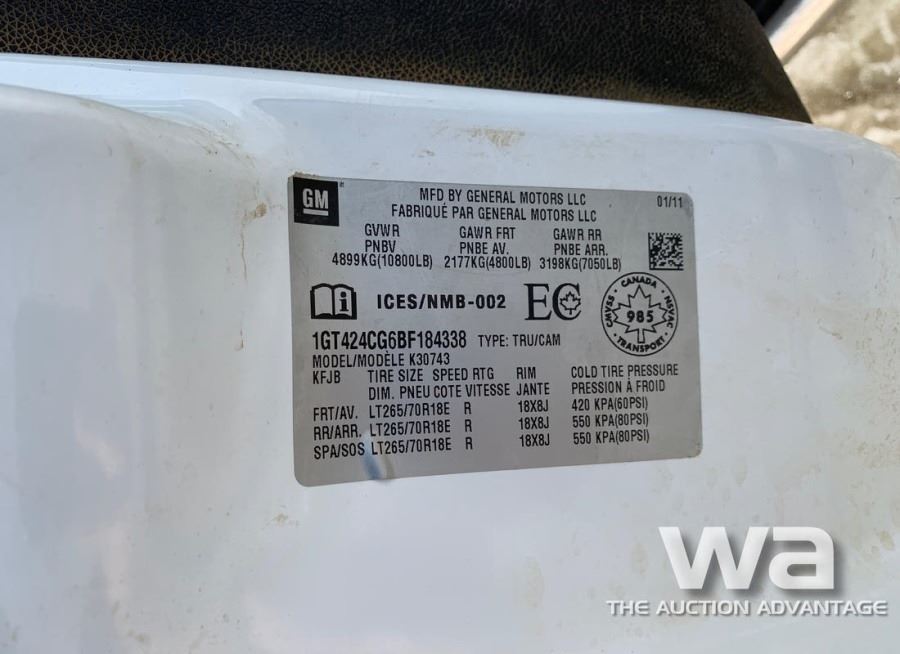 GM
MFD BY GENERAL MOTORS LLC 01/11
FABRIQUÉ PAR GENERAL MOTORS LLC
GVWR GAWR FRT GAWR RR
PNBV PNBE AV. PNBE ARR.
4899KG(10800LB) 2177KG(4800LB) 3198KG(7050LB)
ICES/NMB-002 EC
CANADA
CMVSS 985 NSVAC
TRANSPORT
1GT424CG6BF184338 TYPE: TRU/CAM
MODEL/MODÈLE K30743
KFJB TIRE SIZE SPEED RTG RIM COLD TIRE PRESSURE
DIM. PNEU COTE VITESSE JANTE PRESSION À FROID
FRT/AV. LT265/70R18E R 18X8J 420 KPA(60PSI)
RR/ARR. LT265/70R18E R 18X8J 550 KPA(80PSI)
SPA/SOS LT265/70R18E R 18X8J 550 KPA(80PSI)
wa
THE AUCTION ADVANTAGE